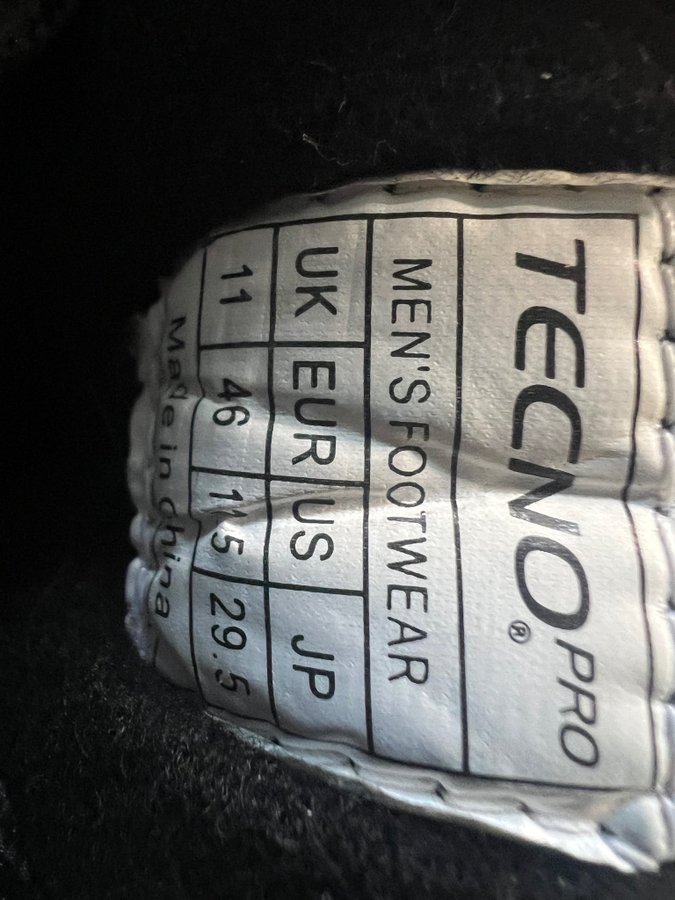 TECNO PRO ®
MEN'S FOOTWEAR
UK EUR US JP
11 46 11.5 29.5
Made in China